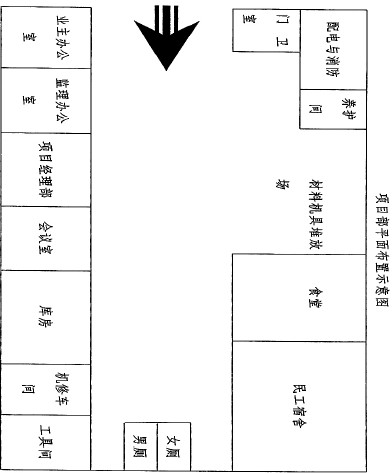 项目部平面布置示意图
配电与消防
门卫
室
养护
间
材料机具堆放
场
食堂
民工宿舍
女厕
男厕
业主办公
室
监理办公
室
项目经理部
会议室
库房
机修车
间
工具间